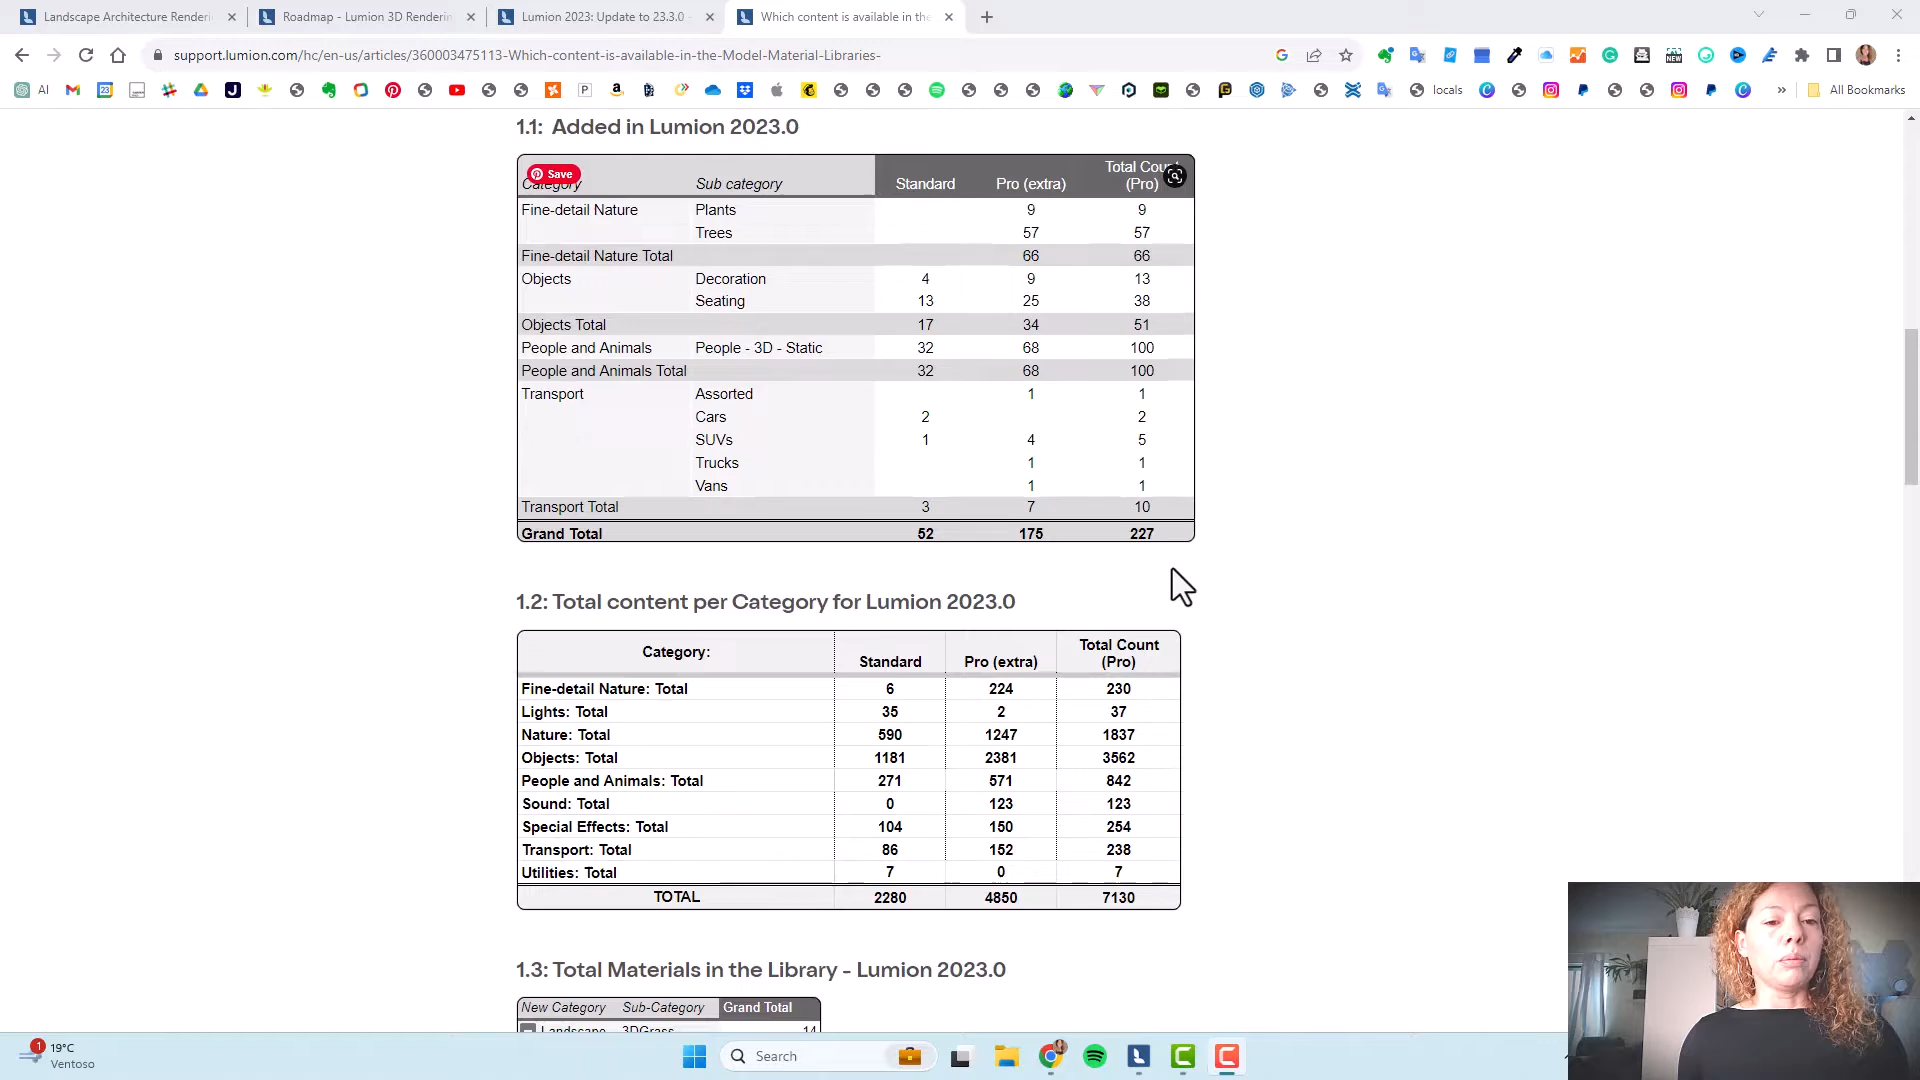 Landscape Architecture Renderi
Roadmap - Lumion 3D Renderin
Lumion 2023: Update to 23.3.0 -
Which content is available in the
support.lumion.com/hc/en-us/articles/360003475113-Which-content-is-available-in-the-Model-Material-Libraries-
AI
locals
All Bookmarks
1.1: Added in Lumion 2023.0
Save
Category Sub category Standard Pro (extra) Total Cou (Pro)
Fine-detail Nature Plants 9 9
Trees 57 57
Fine-detail Nature Total 66 66
Objects Decoration 4 9 13
Seating 13 25 38
Objects Total 17 34 51
People and Animals People - 3D - Static 32 68 100
People and Animals Total 32 68 100
Transport Assorted 1 1
Cars 2 2
SUVs 1 4 5
Trucks 1 1
Vans 1 1
Transport Total 3 7 10
Grand Total 52 175 227
1.2: Total content per Category for Lumion 2023.0
Category: Standard Pro (extra) Total Count (Pro)
Fine-detail Nature: Total 6 224 230
Lights: Total 35 2 37
Nature: Total 590 1247 1837
Objects: Total 1181 2381 3562
People and Animals: Total 271 571 842
Sound: Total 0 123 123
Special Effects: Total 104 150 254
Transport: Total 86 152 238
Utilities: Total 7 0 7
TOTAL 2280 4850 7130
1.3: Total Materials in the Library - Lumion 2023.0
New Category Sub-Category Grand Total
Landscape 3DGrass 14
1
19°C
Ventoso
Search